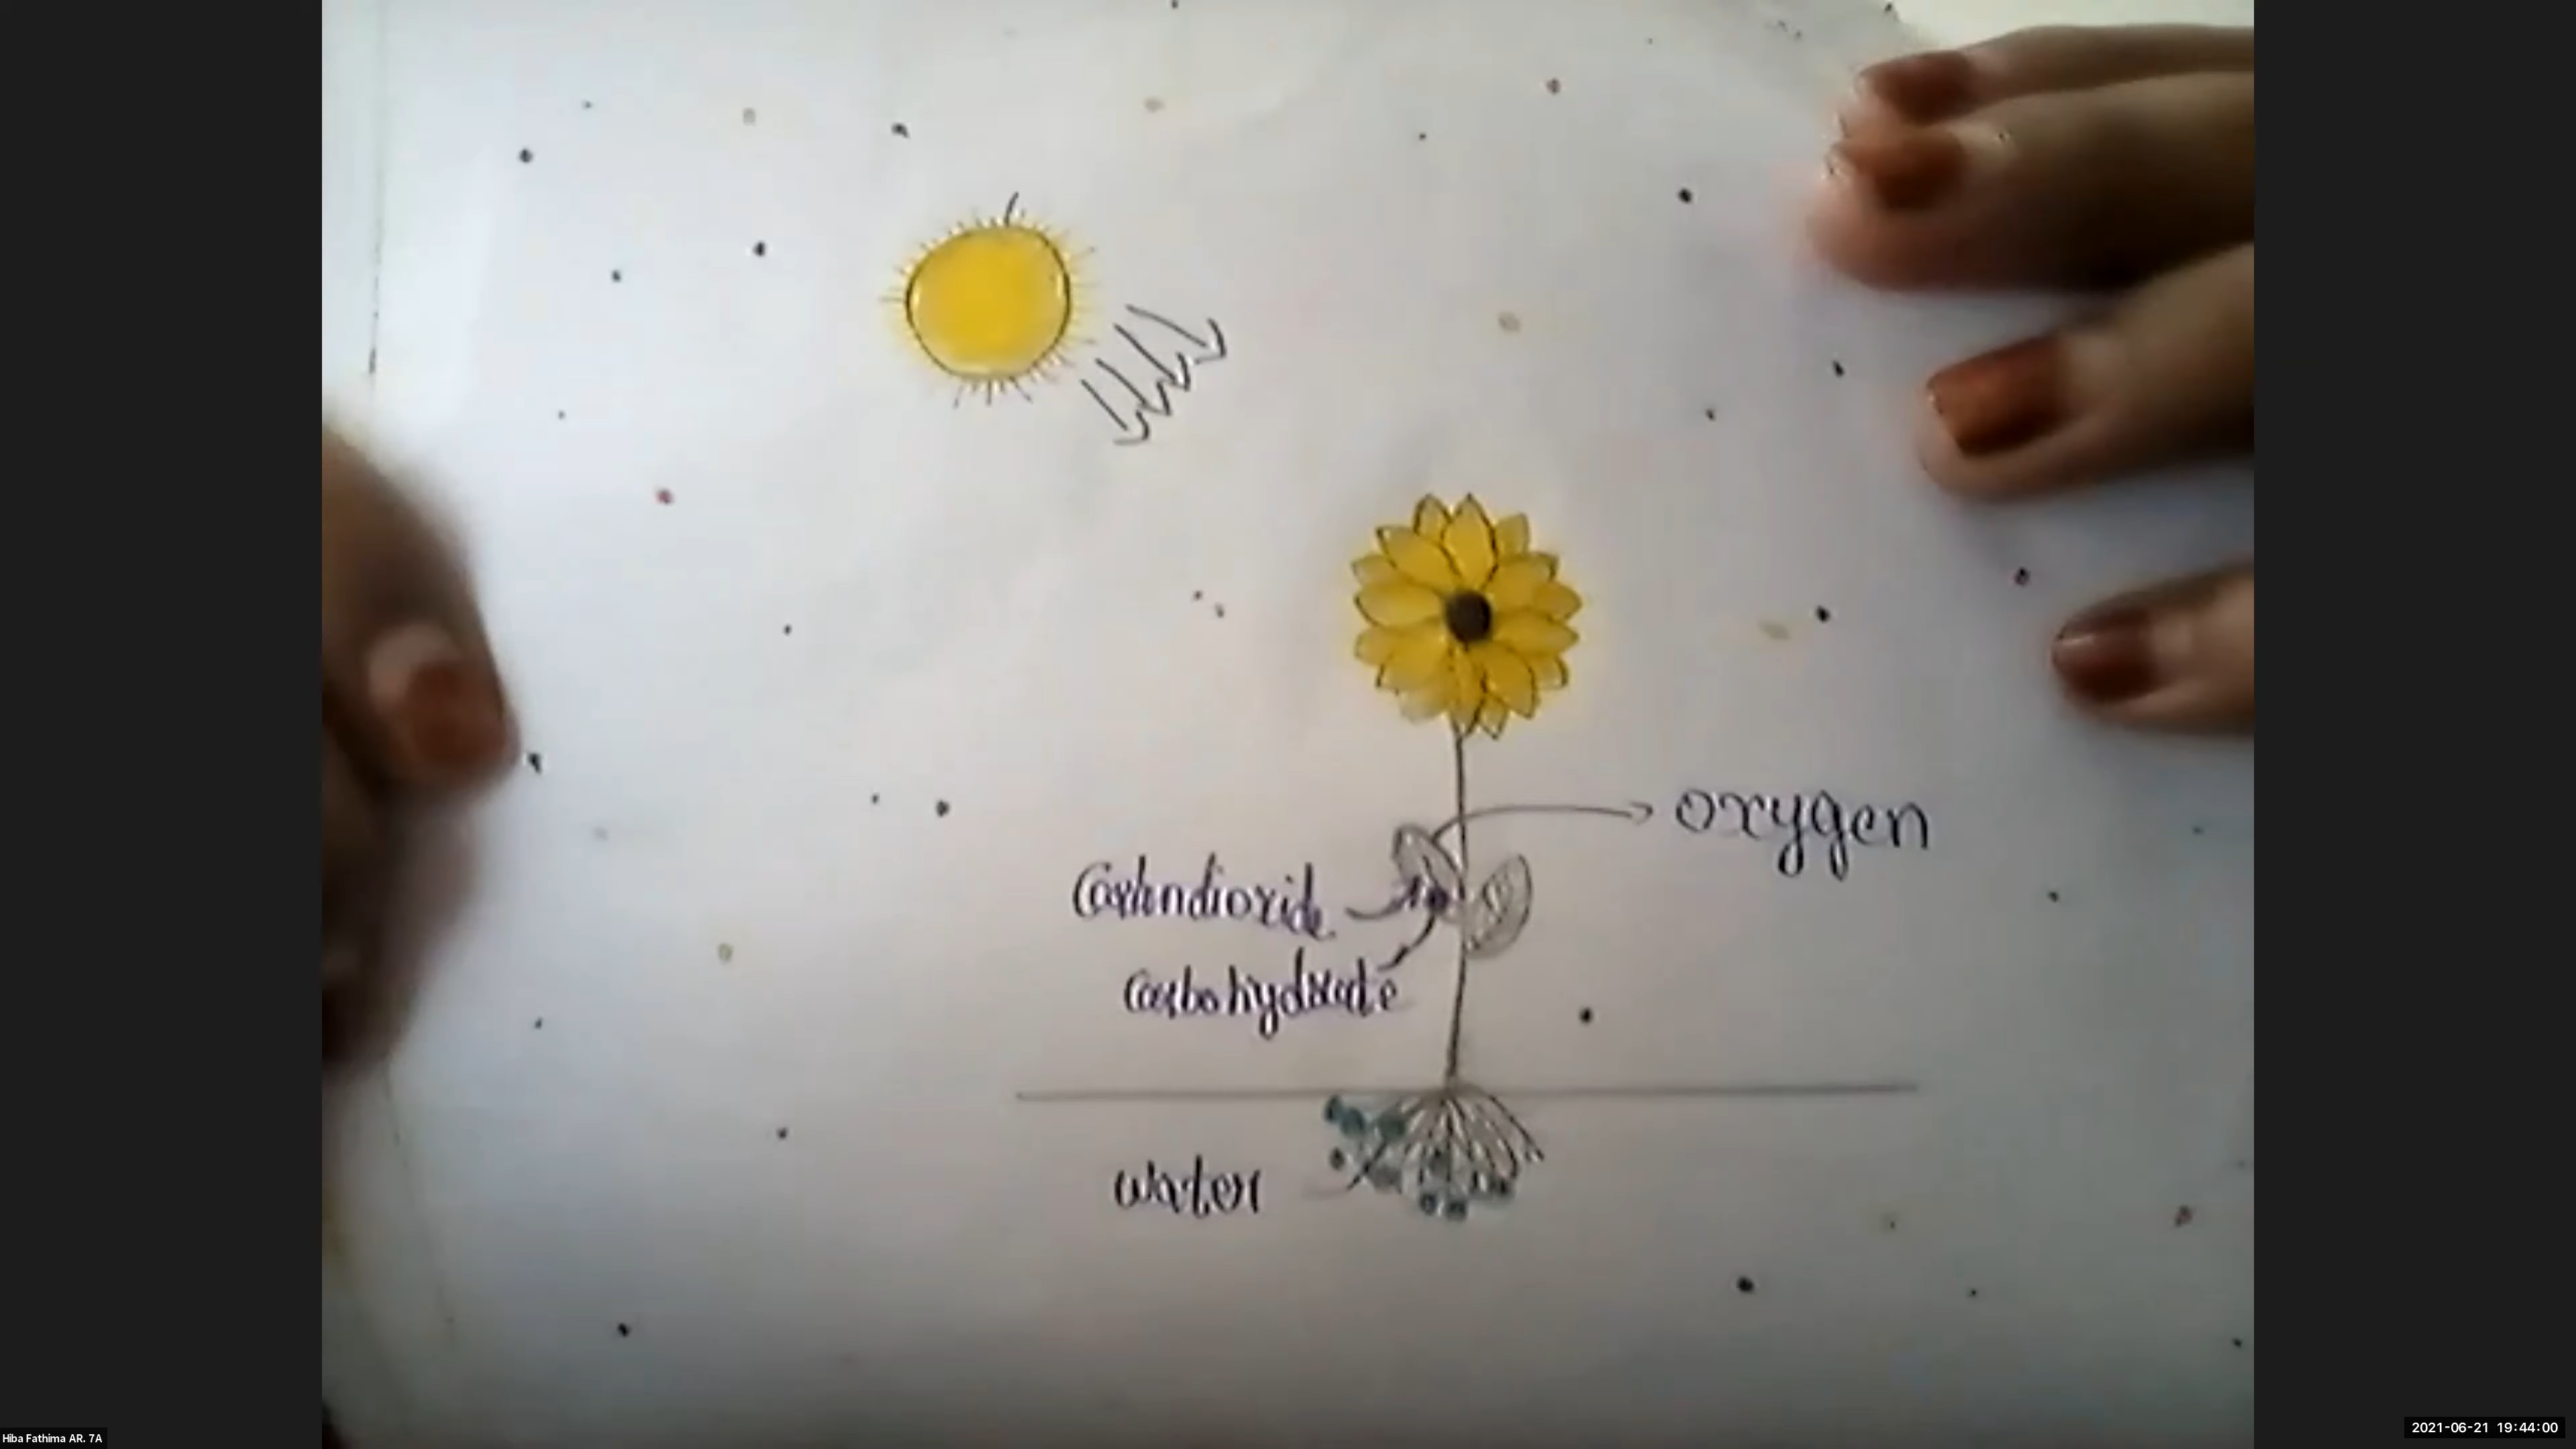 oxygen
Carbondioxide
Carbohydrate
water
Hiba Fathima AR. 7A
2021-06-21 19:44:00